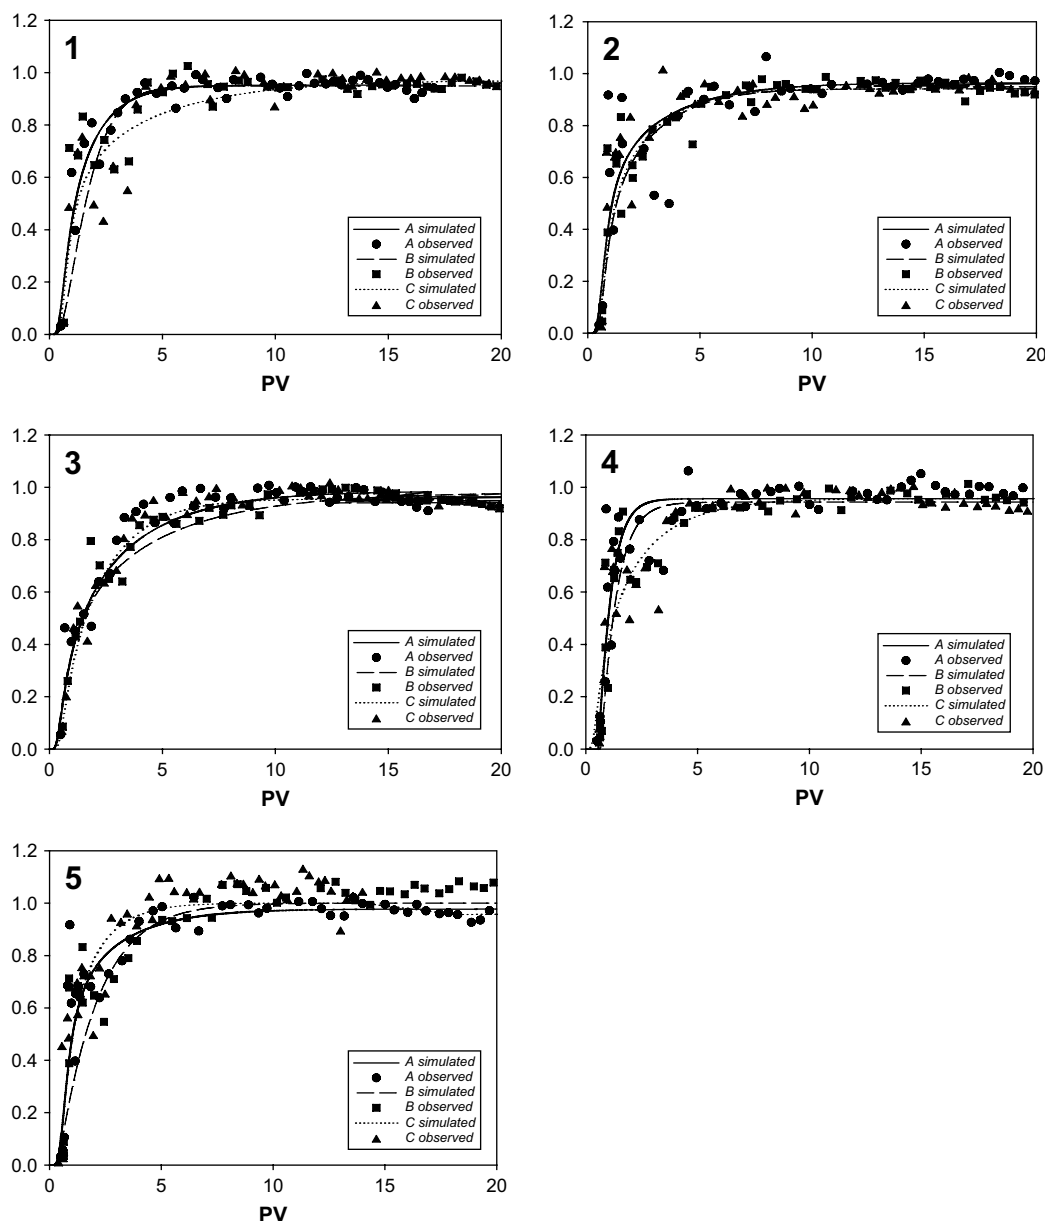 1.2
1.0
0.8
0.6
0.4
0.2
0.0
1
A simulated
A observed
B simulated
B observed
C simulated
C observed
0 5 10 15 20
PV
1.2
1.0
0.8
0.6
0.4
0.2
0.0
2
A simulated
A observed
B simulated
B observed
C simulated
C observed
0 5 10 15 20
PV
1.2
1.0
0.8
0.6
0.4
0.2
0.0
3
A simulated
A observed
B simulated
B observed
C simulated
C observed
0 5 10 15 20
PV
1.2
1.0
0.8
0.6
0.4
0.2
0.0
4
A simulated
A observed
B simulated
B observed
C simulated
C observed
0 5 10 15 20
PV
1.2
1.0
0.8
0.6
0.4
0.2
0.0
5
A simulated
A observed
B simulated
B observed
C simulated
C observed
0 5 10 15 20
PV